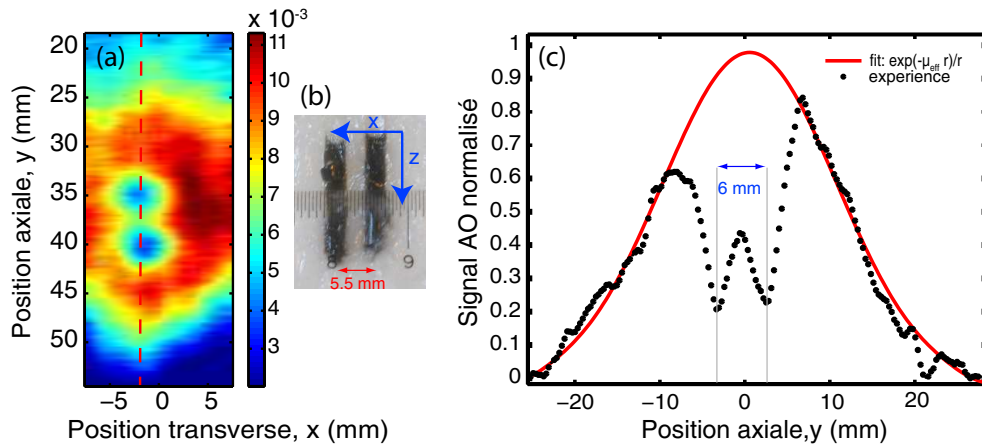 (a)
x 10⁻³
20
25
30
35
40
45
50
Position axiale, y (mm)
−5 0 5
Position transverse, x (mm)
11
10
9
8
7
6
5
4
3
(b)
x
z
8
9
5.5 mm
(c)
1
0.9
0.8
0.7
0.6
0.5
0.4
0.3
0.2
0.1
0
Signal AO normalisé
fit: exp(-μeff r)/r
experience
6 mm
−20 −10 0 10 20
Position axiale,y (mm)